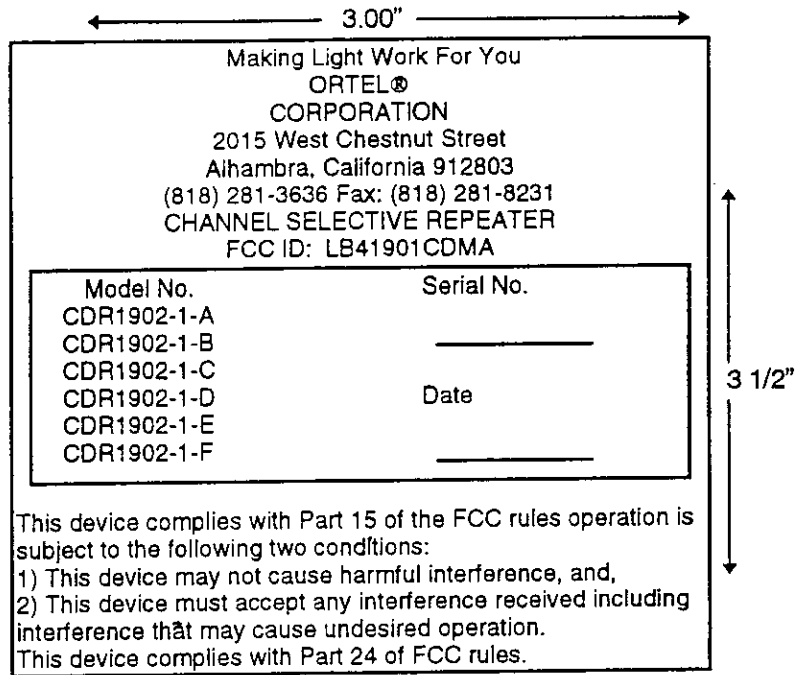 3.00"
Making Light Work For You
ORTEL®
CORPORATION
2015 West Chestnut Street
Alhambra, California 912803
(818) 281-3636 Fax: (818) 281-8231
CHANNEL SELECTIVE REPEATER
FCC ID: LB41901CDMA
Model No. Serial No.
CDR1902-1-A
CDR1902-1-B
CDR1902-1-C
CDR1902-1-D Date
CDR1902-1-E
CDR1902-1-F
3 1/2"
This device complies with Part 15 of the FCC rules operation is
subject to the following two conditions:
1) This device may not cause harmful interference, and,
2) This device must accept any interference received including
interference that may cause undesired operation.
This device complies with Part 24 of FCC rules.